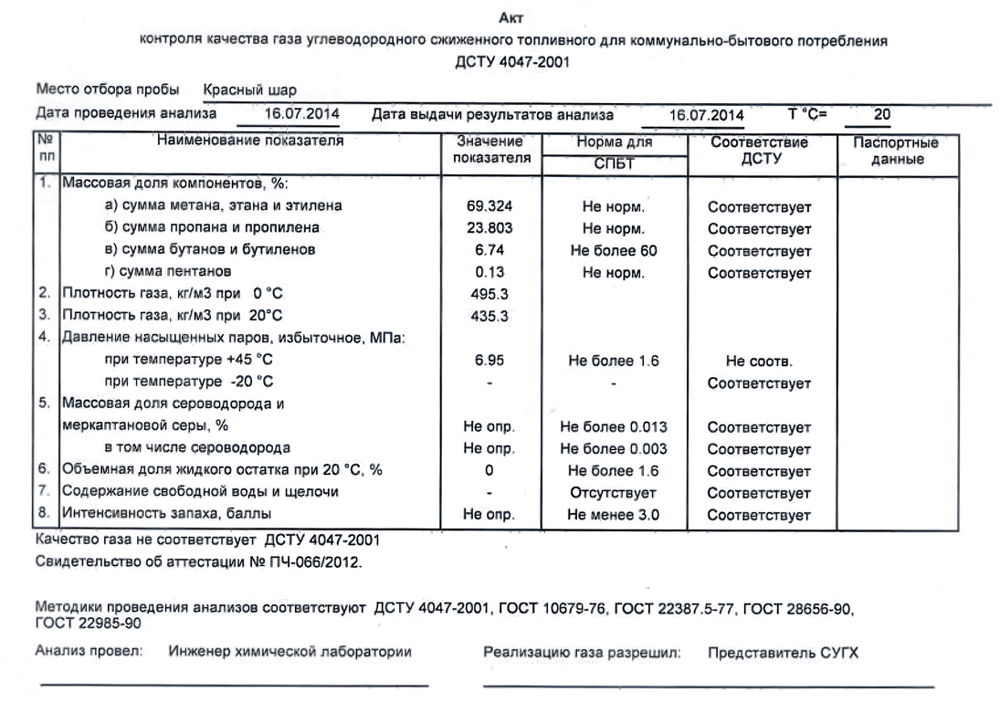 Акт
контроля качества газа углеводородного сжиженного топливного для коммунально-бытового потребления
ДСТУ 4047-2001
Место отбора пробы Красный шар
Дата проведения анализа 16.07.2014 Дата выдачи результатов анализа 16.07.2014 Т °С= 20
№ пп Наименование показателя Значение показателя Норма для СПБТ Соответствие ДСТУ Паспортные данные
1. Массовая доля компонентов, %:
а) сумма метана, этана и этилена 69.324 Не норм. Соответствует
б) сумма пропана и пропилена 23.803 Не норм. Соответствует
в) сумма бутанов и бутиленов 6.74 Не более 60 Соответствует
г) сумма пентанов 0.13 Не норм. Соответствует
2. Плотность газа, кг/м3 при 0 °С 495.3
3. Плотность газа, кг/м3 при 20°С 435.3
4. Давление насыщенных паров, избыточное, МПа:
при температуре +45 °С 6.95 Не более 1.6 Не соотв.
при температуре -20 °С - - Соответствует
5. Массовая доля сероводорода и
меркаптановой серы, % Не опр. Не более 0.013 Соответствует
в том числе сероводорода Не опр. Не более 0.003 Соответствует
6. Объемная доля жидкого остатка при 20 °С, % 0 Не более 1.6 Соответствует
7. Содержание свободной воды и щелочи - Отсутствует Соответствует
8. Интенсивность запаха, баллы Не опр. Не менее 3.0 Соответствует
Качество газа не соответствует ДСТУ 4047-2001
Свидетельство об аттестации № ПЧ-066/2012.
Методики проведения анализов соответствуют ДСТУ 4047-2001, ГОСТ 10679-76, ГОСТ 22387.5-77, ГОСТ 28656-90,
ГОСТ 22985-90
Анализ провел: Инженер химической лаборатории Реализацию газа разрешил: Представитель СУГХ